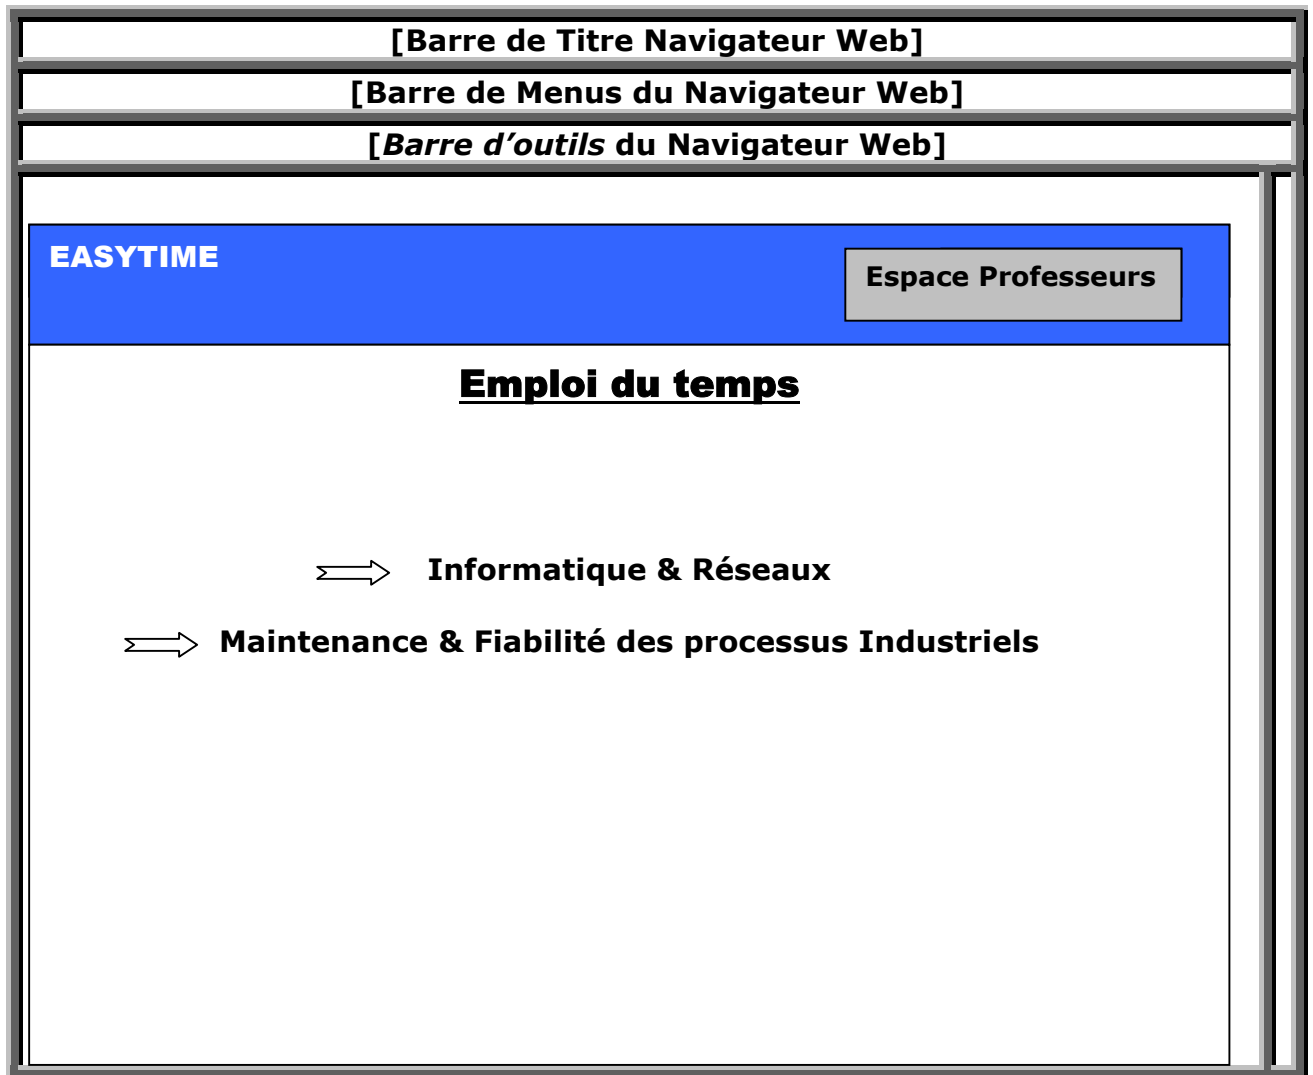 [Barre de Titre Navigateur Web]
[Barre de Menus du Navigateur Web]
[Barre d’outils du Navigateur Web]
EASYTIME
Espace Professeurs
Emploi du temps
Informatique & Réseaux
Maintenance & Fiabilité des processus Industriels